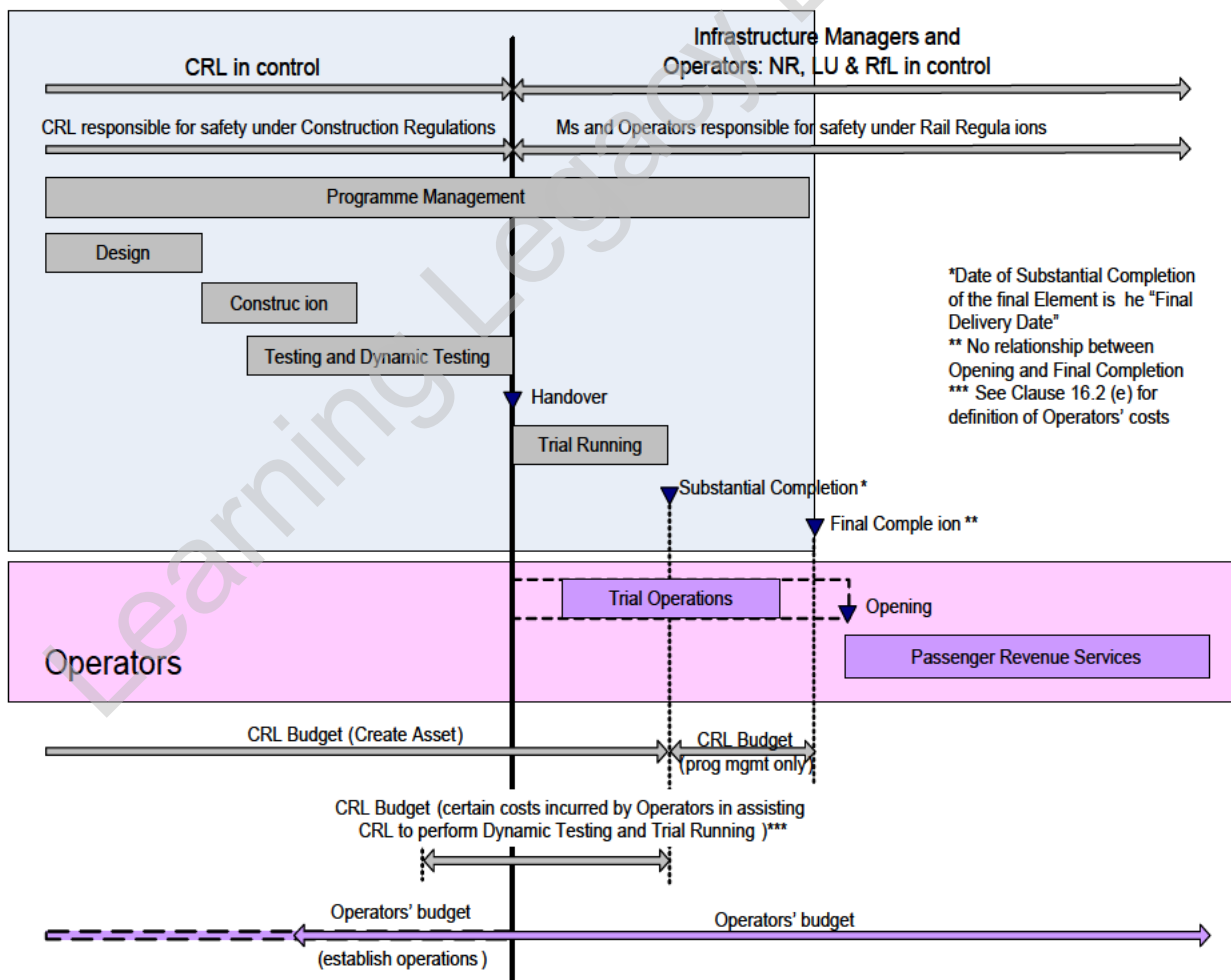 CRL in control
Infrastructure Managers and
Operators: NR, LU & RfL in control
CRL responsible for safety under Construction Regulations
Ms and Operators responsible for safety under Rail Regula ions
Programme Management
Design
Construc ion
Testing and Dynamic Testing
Handover
Trial Running
Substantial Completion *
Final Comple ion **
*Date of Substantial Completion
of the final Element is  he “Final
Delivery Date”
** No relationship between
Opening and Final Completion
*** See Clause 16.2 (e) for
definition of Operators’ costs
Trial Operations
Opening
Operators
Passenger Revenue Services
CRL Budget (Create Asset)
CRL Budget
(prog mgmt only)
CRL Budget (certain costs incurred by Operators in assisting
CRL to perform Dynamic Testing and Trial Running )***
Operators’ budget
(establish operations )
Operators’ budget
Learning Legacy